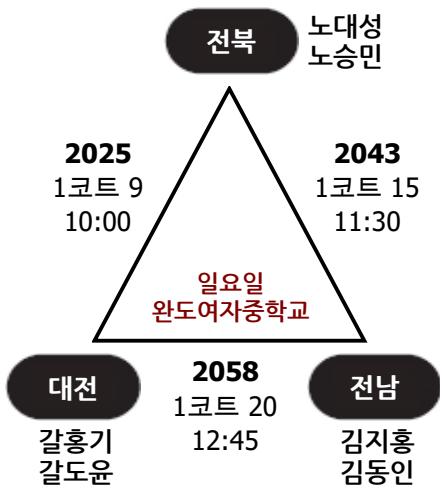 전북
노대성
노승민
2025
1코트 9
10:00
2043
1코트 15
11:30
일요일
완도여자중학교
대전
갈홍기
갈도윤
2058
1코트 20
12:45
전남
김지홍
김동인